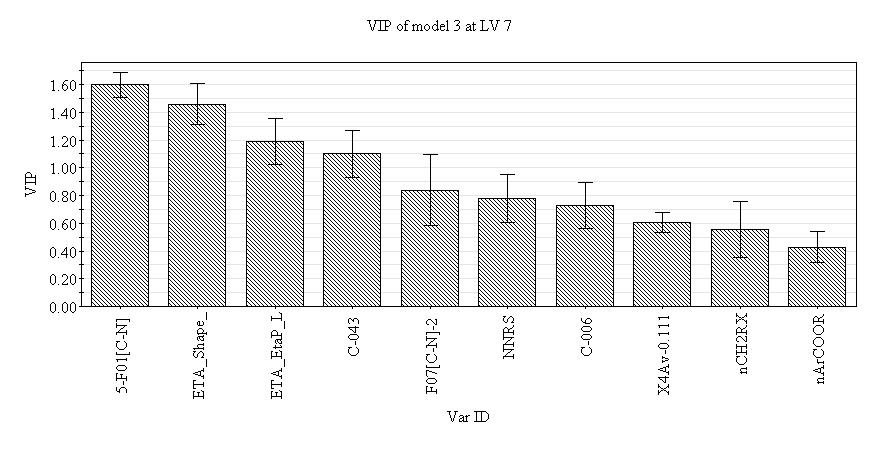 VIP of model 3 at LV 7
VIP
1.60
1.40
1.20
1.00
0.80
0.60
0.40
0.20
0.00
5-F01[C-N]
ETA_Shape_
ETA_EtaP_L
C-043
F07[C-N]-2
NNRS
C-006
X4Av-0.111
nCH2RX
nArCOOR
Var ID